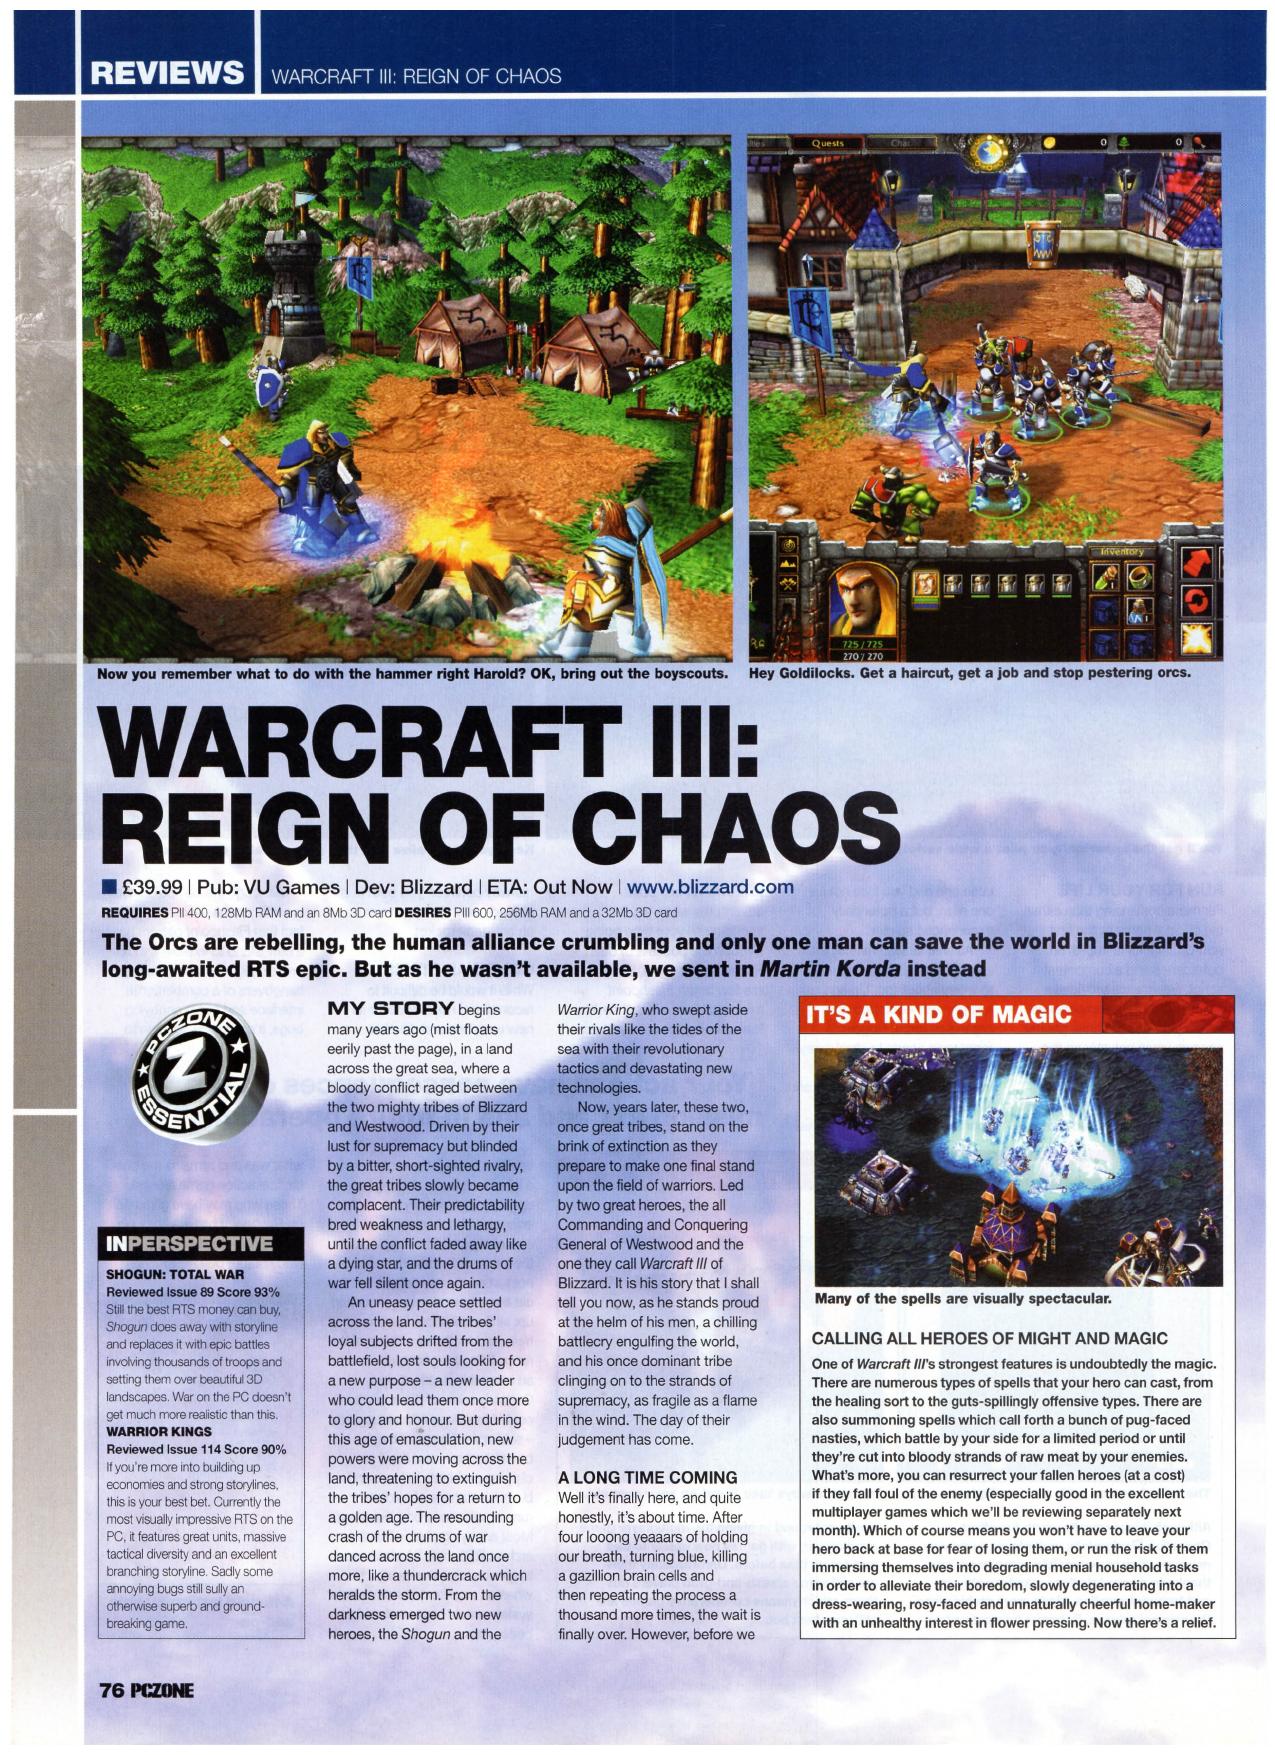 REVIEWS
WARCRAFT III: REIGN OF CHAOS
Quests
Chat
0
0
Inventory
725 / 725
270 / 270
Now you remember what to do with the hammer right Harold? OK, bring out the boyscouts.
Hey Goldilocks. Get a haircut, get a job and stop pestering orcs.
WARCRAFT III:
REIGN OF CHAOS
£39.99 | Pub: VU Games | Dev: Blizzard | ETA: Out Now | www.blizzard.com
REQUIRES PII 400, 128Mb RAM and an 8Mb 3D card DESIRES PIII 600, 256Mb RAM and a 32Mb 3D card
The Orcs are rebelling, the human alliance crumbling and only one man can save the world in Blizzard's
long-awaited RTS epic. But as he wasn't available, we sent in Martin Korda instead
PCZONE
Z
ESSENTIAL
INPERSPECTIVE
SHOGUN: TOTAL WAR
Reviewed Issue 89 Score 93%
Still the best RTS money can buy,
Shogun does away with storyline
and replaces it with epic battles
involving thousands of troops and
setting them over beautiful 3D
landscapes. War on the PC doesn't
get much more realistic than this.
WARRIOR KINGS
Reviewed Issue 114 Score 90%
If you're more into building up
economies and strong storylines,
this is your best bet. Currently the
most visually impressive RTS on the
PC, it features great units, massive
tactical diversity and an excellent
branching storyline. Sadly some
annoying bugs still sully an
otherwise superb and ground-
breaking game.
MY STORY begins
many years ago (mist floats
eerily past the page), in a land
across the great sea, where a
bloody conflict raged between
the two mighty tribes of Blizzard
and Westwood. Driven by their
lust for supremacy but blinded
by a bitter, short-sighted rivalry,
the great tribes slowly became
complacent. Their predictability
bred weakness and lethargy,
until the conflict faded away like
a dying star, and the drums of
war fell silent once again.
An uneasy peace settled
across the land. The tribes'
loyal subjects drifted from the
battlefield, lost souls looking for
a new purpose – a new leader
who could lead them once more
to glory and honour. But during
this age of emasculation, new
powers were moving across the
land, threatening to extinguish
the tribes' hopes for a return to
a golden age. The resounding
crash of the drums of war
danced across the land once
more, like a thundercrack which
heralds the storm. From the
darkness emerged two new
heroes, the Shogun and the
Warrior King, who swept aside
their rivals like the tides of the
sea with their revolutionary
tactics and devastating new
technologies.
Now, years later, these two,
once great tribes, stand on the
brink of extinction as they
prepare to make one final stand
upon the field of warriors. Led
by two great heroes, the all
Commanding and Conquering
General of Westwood and the
one they call Warcraft III of
Blizzard. It is his story that I shall
tell you now, as he stands proud
at the helm of his men, a chilling
battlecry engulfing the world,
and his once dominant tribe
clinging on to the strands of
supremacy, as fragile as a flame
in the wind. The day of their
judgement has come.
A LONG TIME COMING
Well it's finally here, and quite
honestly, it's about time. After
four looong yeaaars of holding
our breath, turning blue, killing
a gazillion brain cells and
then repeating the process a
thousand more times, the wait is
finally over. However, before we
IT'S A KIND OF MAGIC
Many of the spells are visually spectacular.
CALLING ALL HEROES OF MIGHT AND MAGIC
One of Warcraft III's strongest features is undoubtedly the magic.
There are numerous types of spells that your hero can cast, from
the healing sort to the guts-spillingly offensive types. There are
also summoning spells which call forth a bunch of pug-faced
nasties, which battle by your side for a limited period or until
they're cut into bloody strands of raw meat by your enemies.
What's more, you can resurrect your fallen heroes (at a cost)
if they fall foul of the enemy (especially good in the excellent
multiplayer games which we'll be reviewing separately next
month). Which of course means you won't have to leave your
hero back at base for fear of losing them, or run the risk of them
immersing themselves into degrading menial household tasks
in order to alleviate their boredom, slowly degenerating into a
dress-wearing, rosy-faced and unnaturally cheerful home-maker
with an unhealthy interest in flower pressing. Now there's a relief.
76 PCZONE